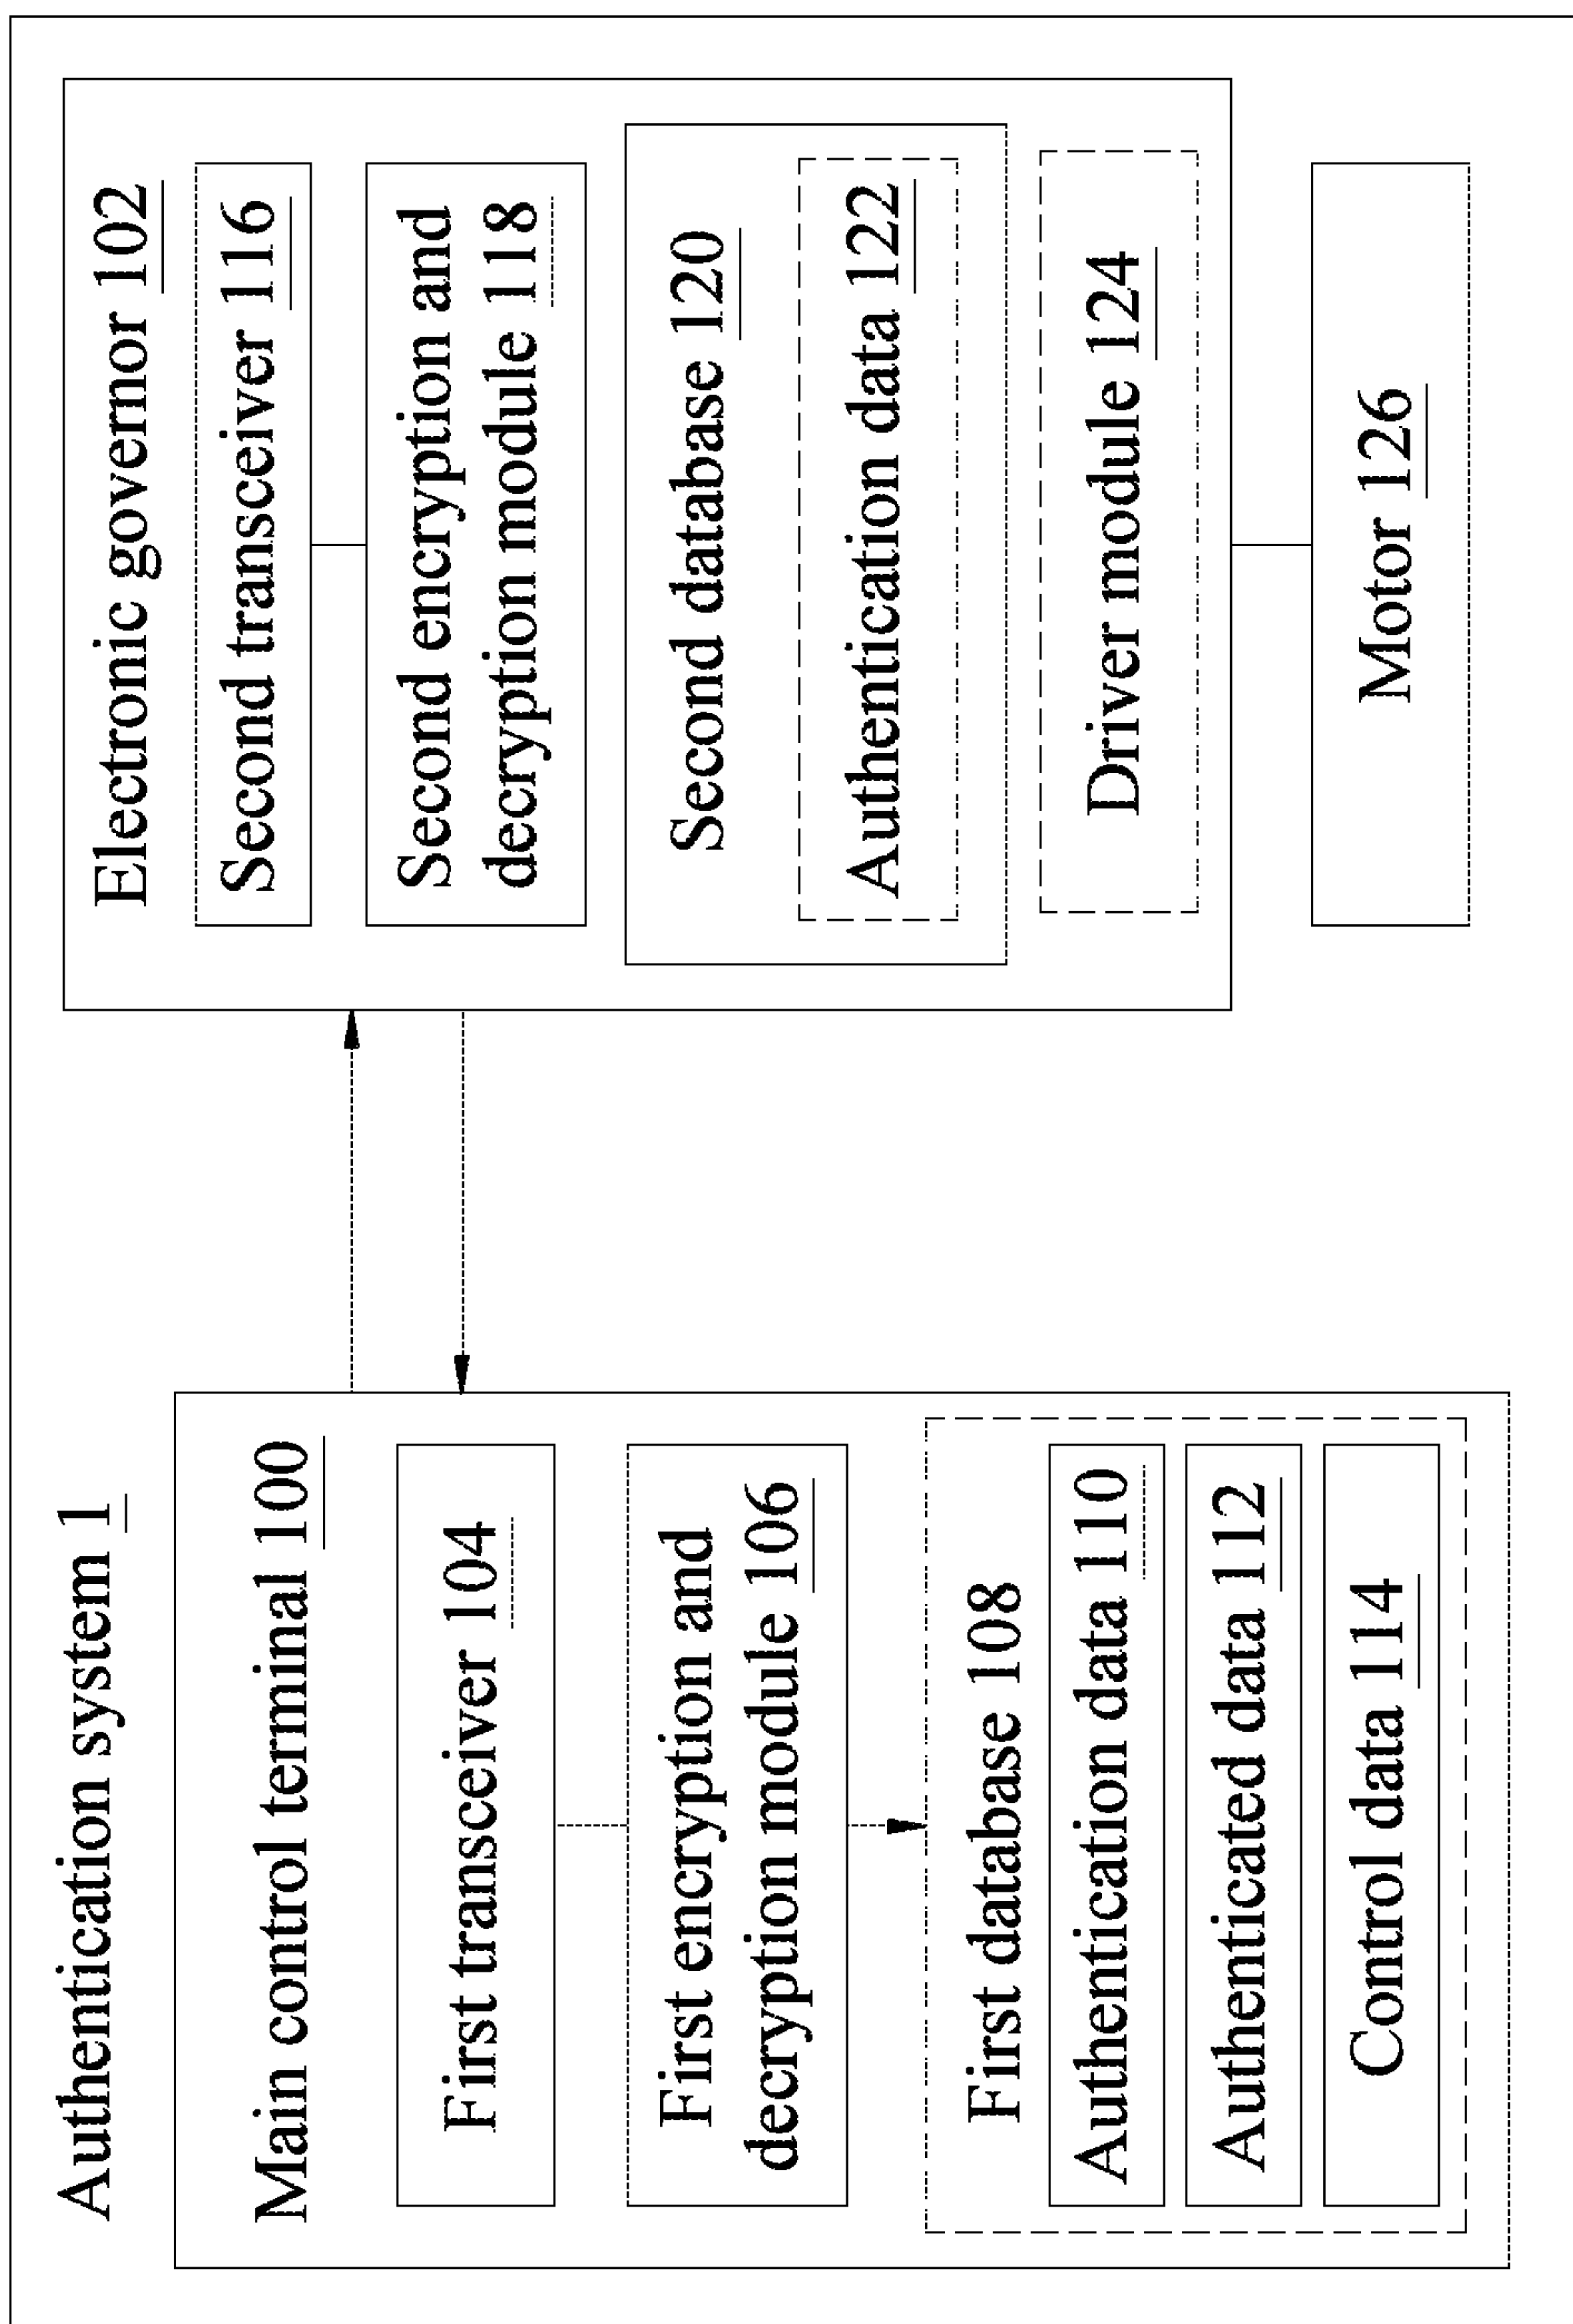 Authentication system 1
Main control terminal 100
First transceiver 104
First encryption and
decryption module 106
First database 108
Authentication data 110
Authenticated data 112
Control data 114
Electronic governor 102
Second transceiver 116
Second encryption and
decryption module 118
Second database 120
Authentication data 122
Driver module 124
Motor 126